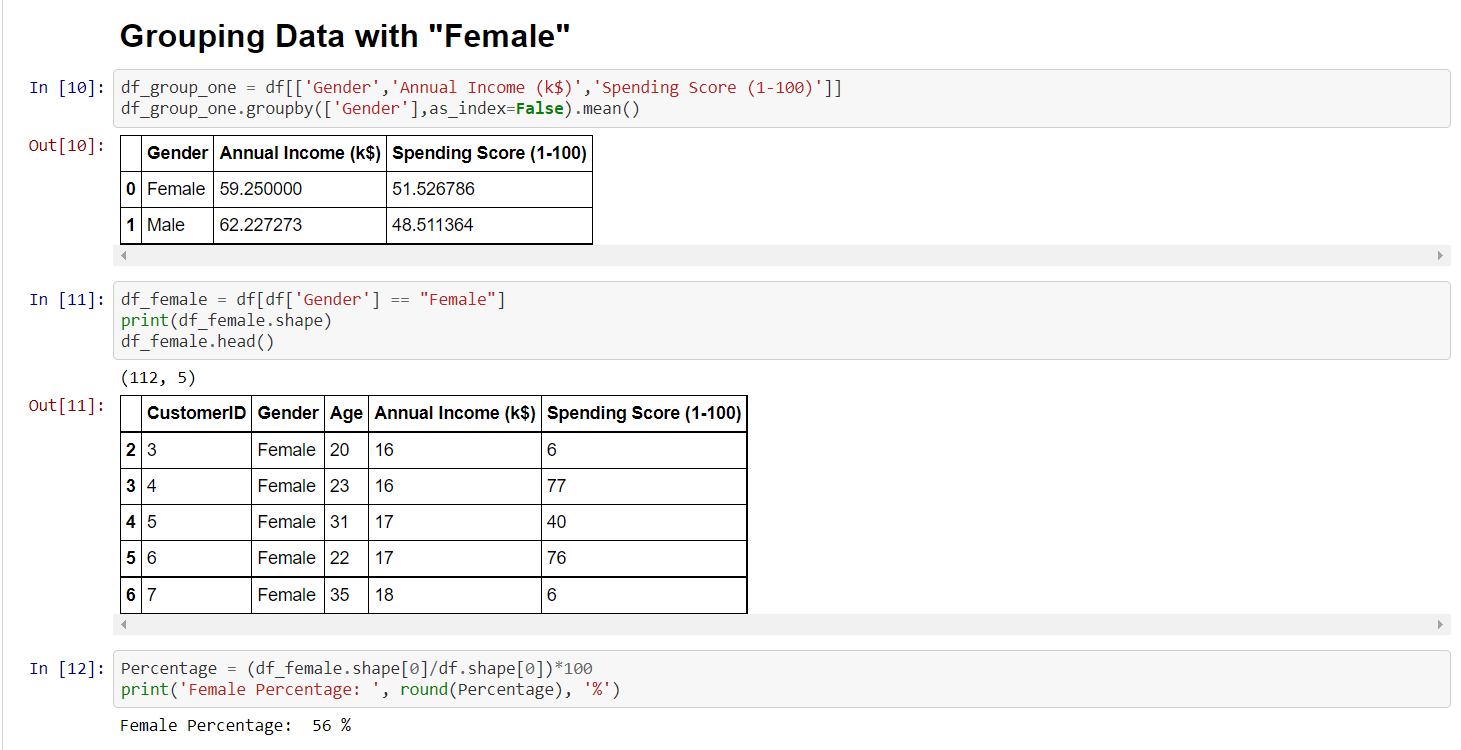 Grouping Data with "Female"
In [10]: df_group_one = df[['Gender','Annual Income (k$)','Spending Score (1-100)']]
df_group_one.groupby(['Gender'],as_index=False).mean()
Out[10]:
Gender Annual Income (k$) Spending Score (1-100)
0 Female 59.250000 51.526786
1 Male 62.227273 48.511364
In [11]: df_female = df[df['Gender'] == "Female"]
print(df_female.shape)
df_female.head()
(112, 5)
Out[11]:
CustomerID Gender Age Annual Income (k$) Spending Score (1-100)
2 3 Female 20 16 6
3 4 Female 23 16 77
4 5 Female 31 17 40
5 6 Female 22 17 76
6 7 Female 35 18 6
In [12]: Percentage = (df_female.shape[0]/df.shape[0])*100
print('Female Percentage: ', round(Percentage), '%')
Female Percentage:  56 %